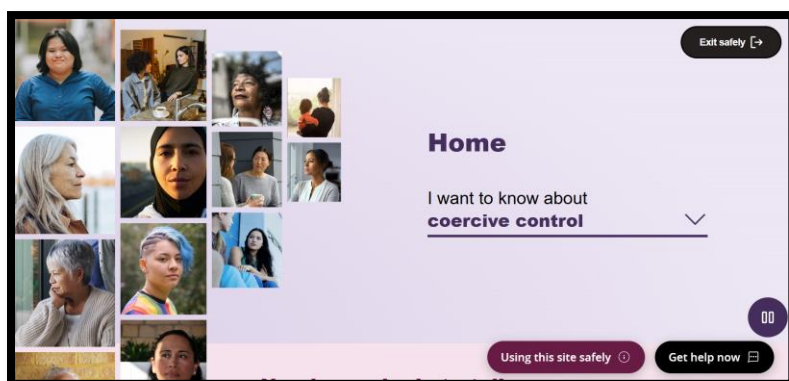 Exit safely
Home
I want to know about
coercive control
Using this site safely
Get help now